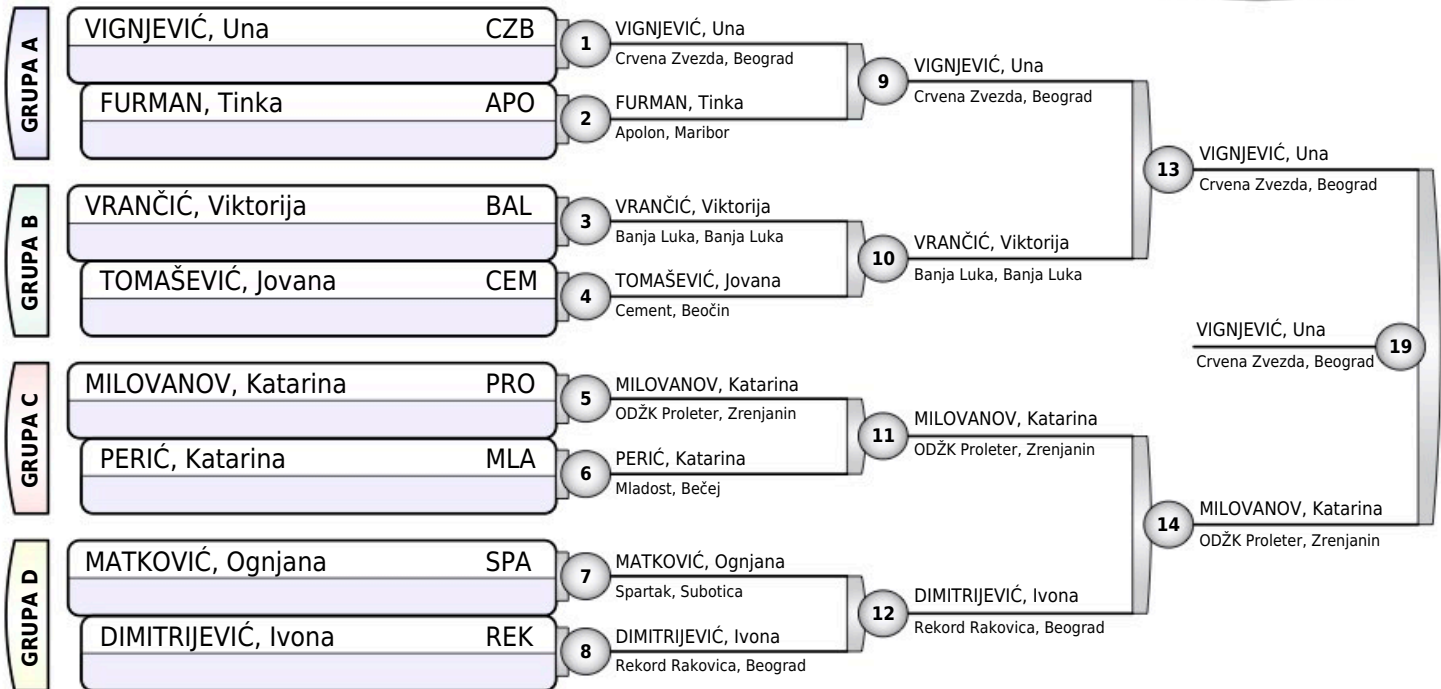 GRUPA A
VIGNJEVIĆ, Una CZB
FURMAN, Tinka APO
1
VIGNJEVIĆ, Una
Crvena Zvezda, Beograd
2
FURMAN, Tinka
Apolon, Maribor
9
VIGNJEVIĆ, Una
Crvena Zvezda, Beograd
GRUPA B
VRANČIĆ, Viktorija BAL
TOMAŠEVIĆ, Jovana CEM
3
VRANČIĆ, Viktorija
Banja Luka, Banja Luka
4
TOMAŠEVIĆ, Jovana
Cement, Beočin
10
VRANČIĆ, Viktorija
Banja Luka, Banja Luka
13
VIGNJEVIĆ, Una
Crvena Zvezda, Beograd
GRUPA C
MILOVANOV, Katarina PRO
PERIĆ, Katarina MLA
5
MILOVANOV, Katarina
ODŽK Proleter, Zrenjanin
6
PERIĆ, Katarina
Mladost, Bečej
11
MILOVANOV, Katarina
ODŽK Proleter, Zrenjanin
GRUPA D
MATKOVIĆ, Ognjana SPA
DIMITRIJEVIĆ, Ivona REK
7
MATKOVIĆ, Ognjana
Spartak, Subotica
8
DIMITRIJEVIĆ, Ivona
Rekord Rakovica, Beograd
12
DIMITRIJEVIĆ, Ivona
Rekord Rakovica, Beograd
14
MILOVANOV, Katarina
ODŽK Proleter, Zrenjanin
VIGNJEVIĆ, Una
Crvena Zvezda, Beograd
19